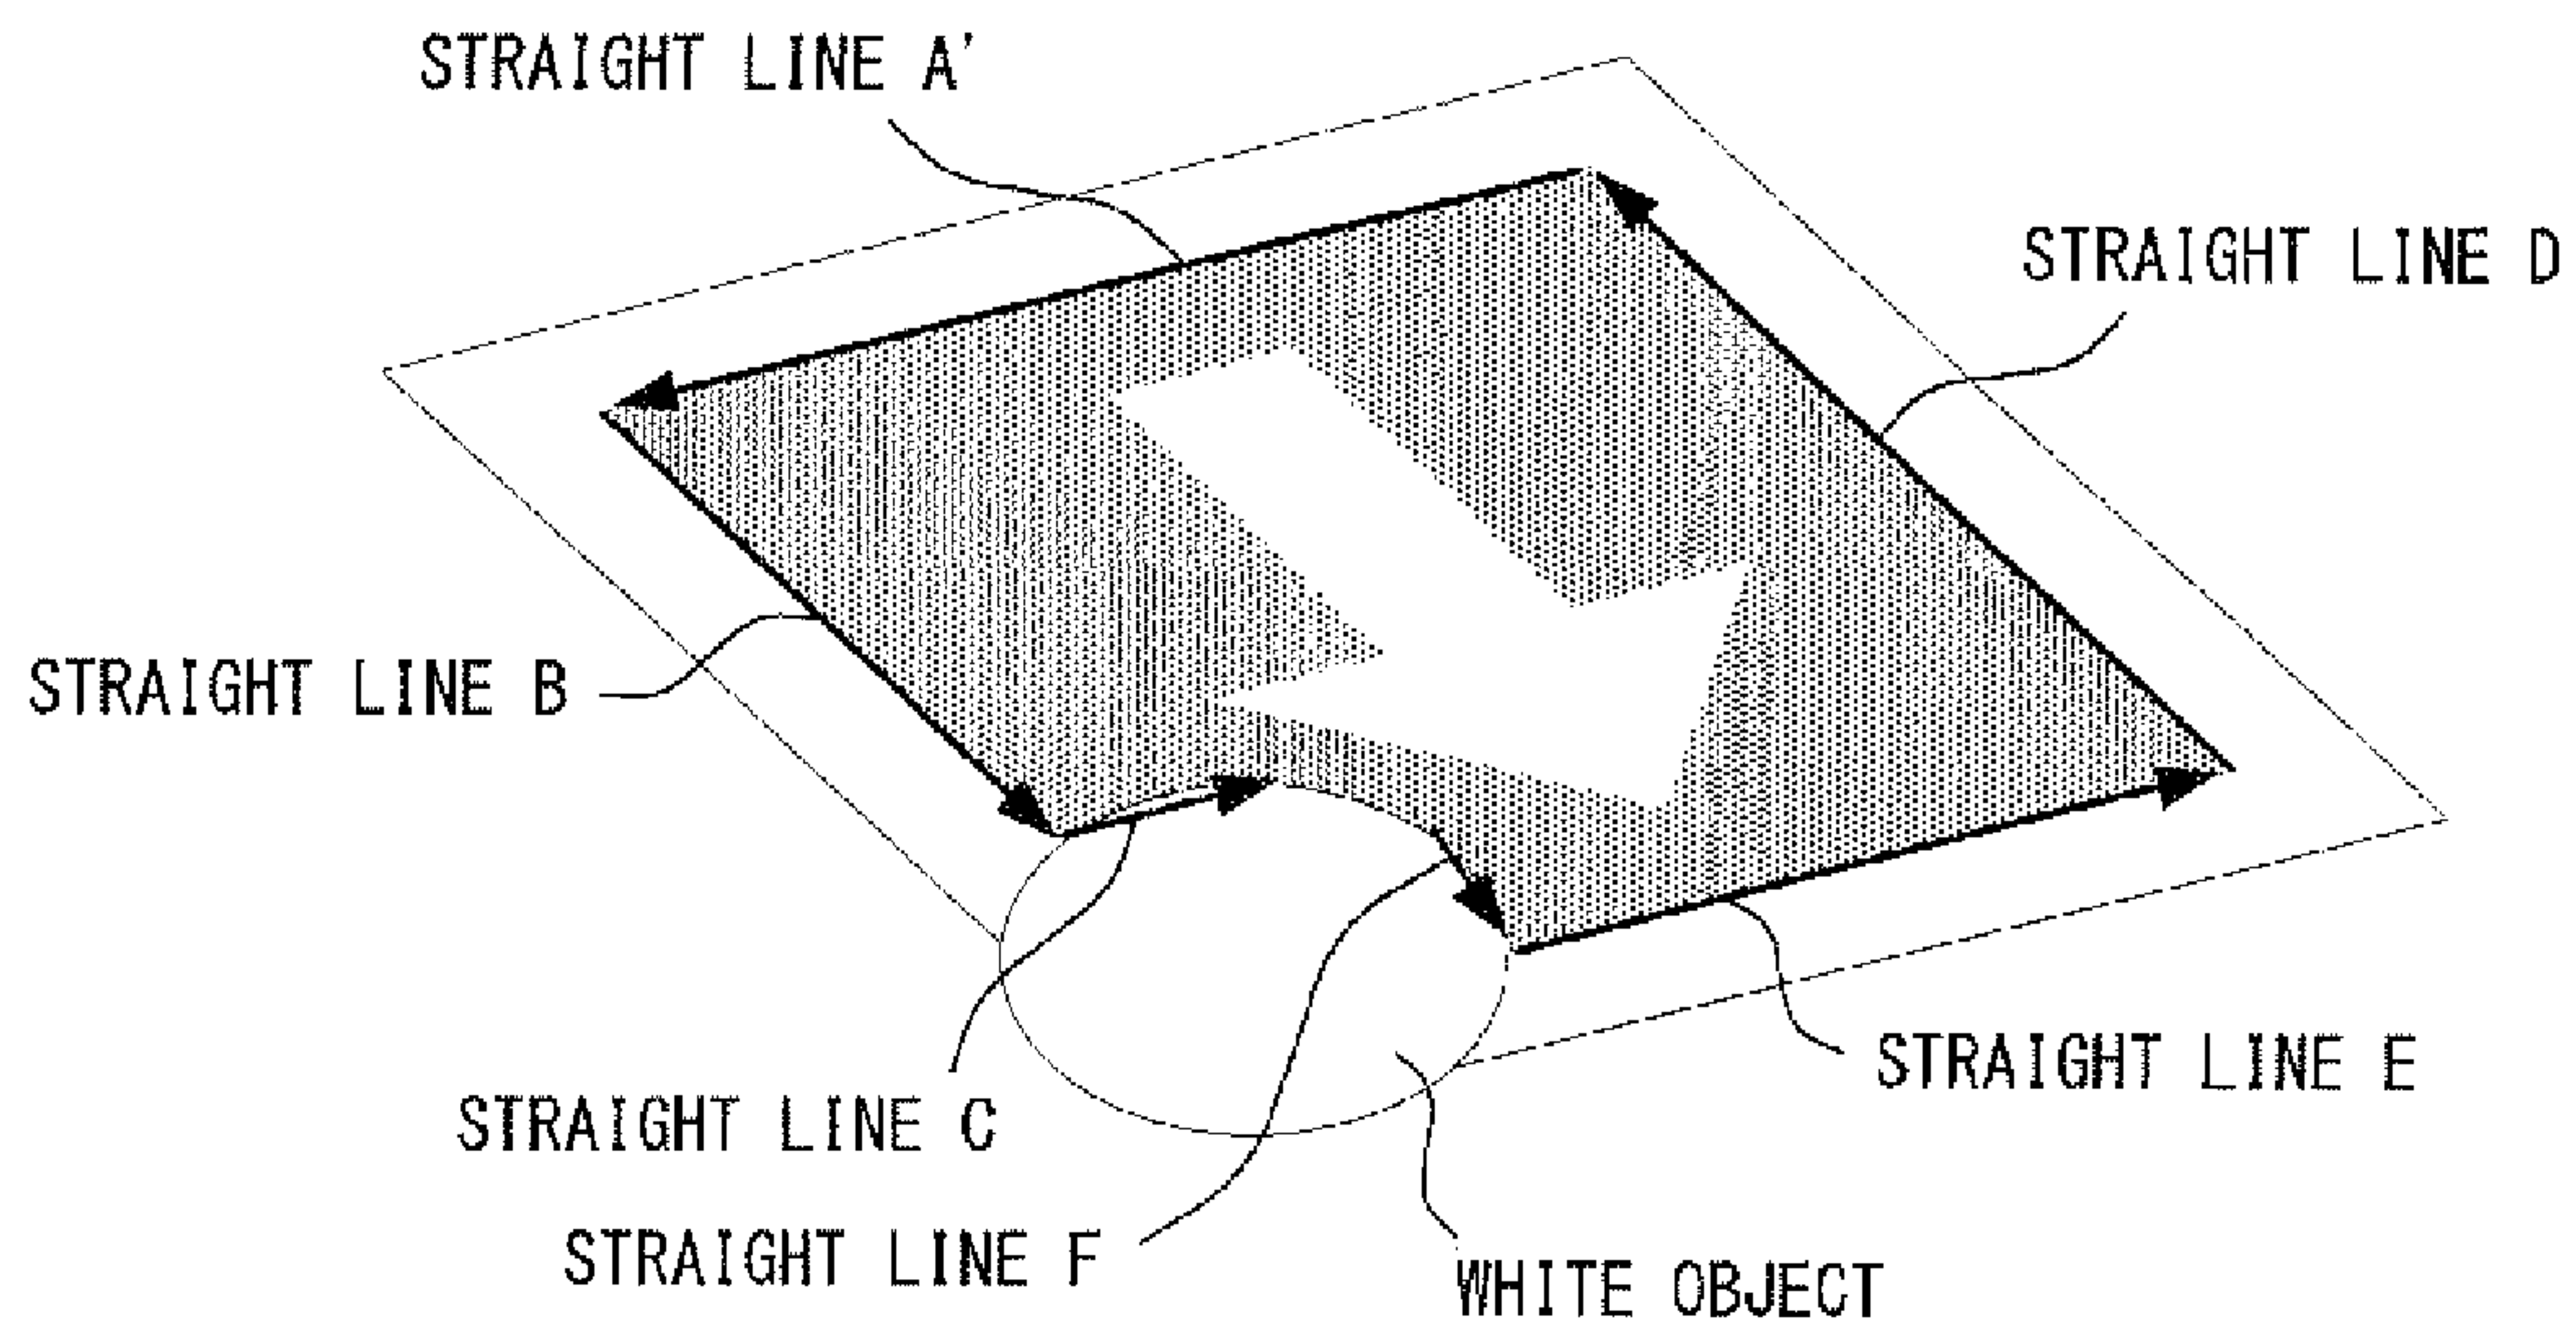 STRAIGHT LINE A'
STRAIGHT LINE D
STRAIGHT LINE B
STRAIGHT LINE E
STRAIGHT LINE C
STRAIGHT LINE F
WHITE OBJECT